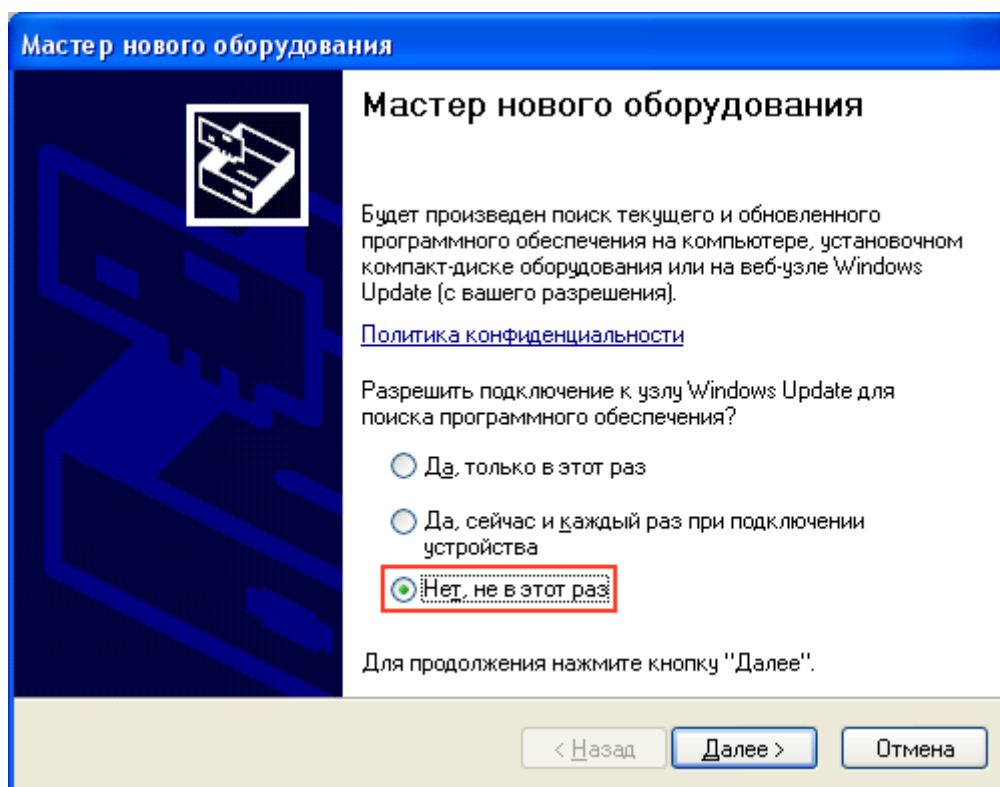 Мастер нового оборудования
Мастер нового оборудования
Будет произведен поиск текущего и обновленного
программного обеспечения на компьютере, установочном
компакт-диске оборудования или на веб-узле Windows
Update (с вашего разрешения).
Политика конфиденциальности
Разрешить подключение к узлу Windows Update для
поиска программного обеспечения?
Да, только в этот раз
Да, сейчас и каждый раз при подключении
устройства
Нет, не в этот раз
Для продолжения нажмите кнопку "Далее".
< Назад Далее > Отмена